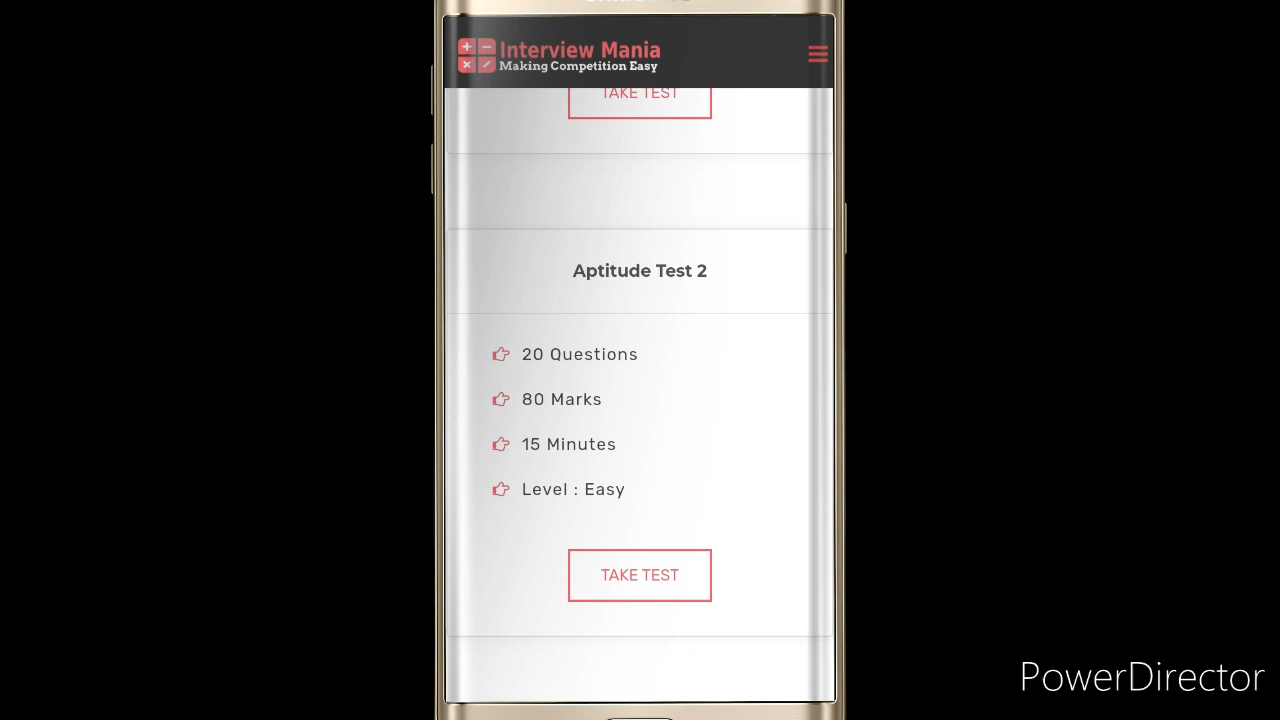 Interview Mania
Making Competition Easy
TAKE TEST
Aptitude Test 2
20 Questions
80 Marks
15 Minutes
Level : Easy
TAKE TEST
PowerDirector